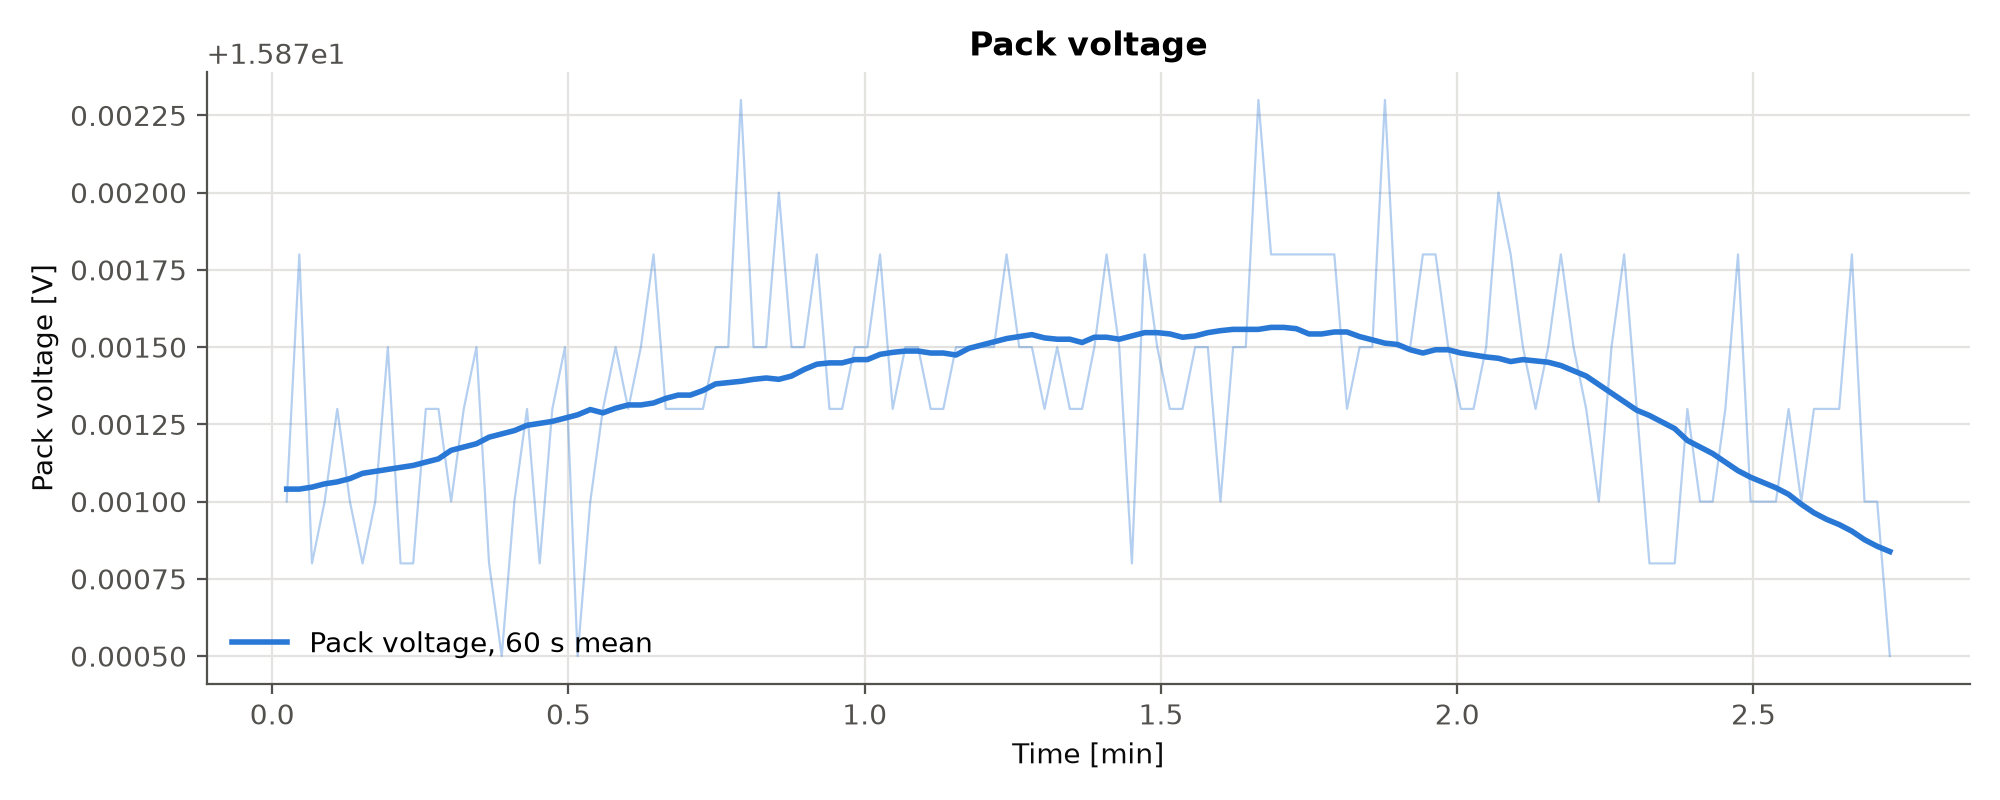 Pack voltage
+1.587e1
0.00225
0.00200
0.00175
0.00150
0.00125
0.00100
0.00075
0.00050
Pack voltage [V]
Pack voltage, 60 s mean
0.0 0.5 1.0 1.5 2.0 2.5
Time [min]